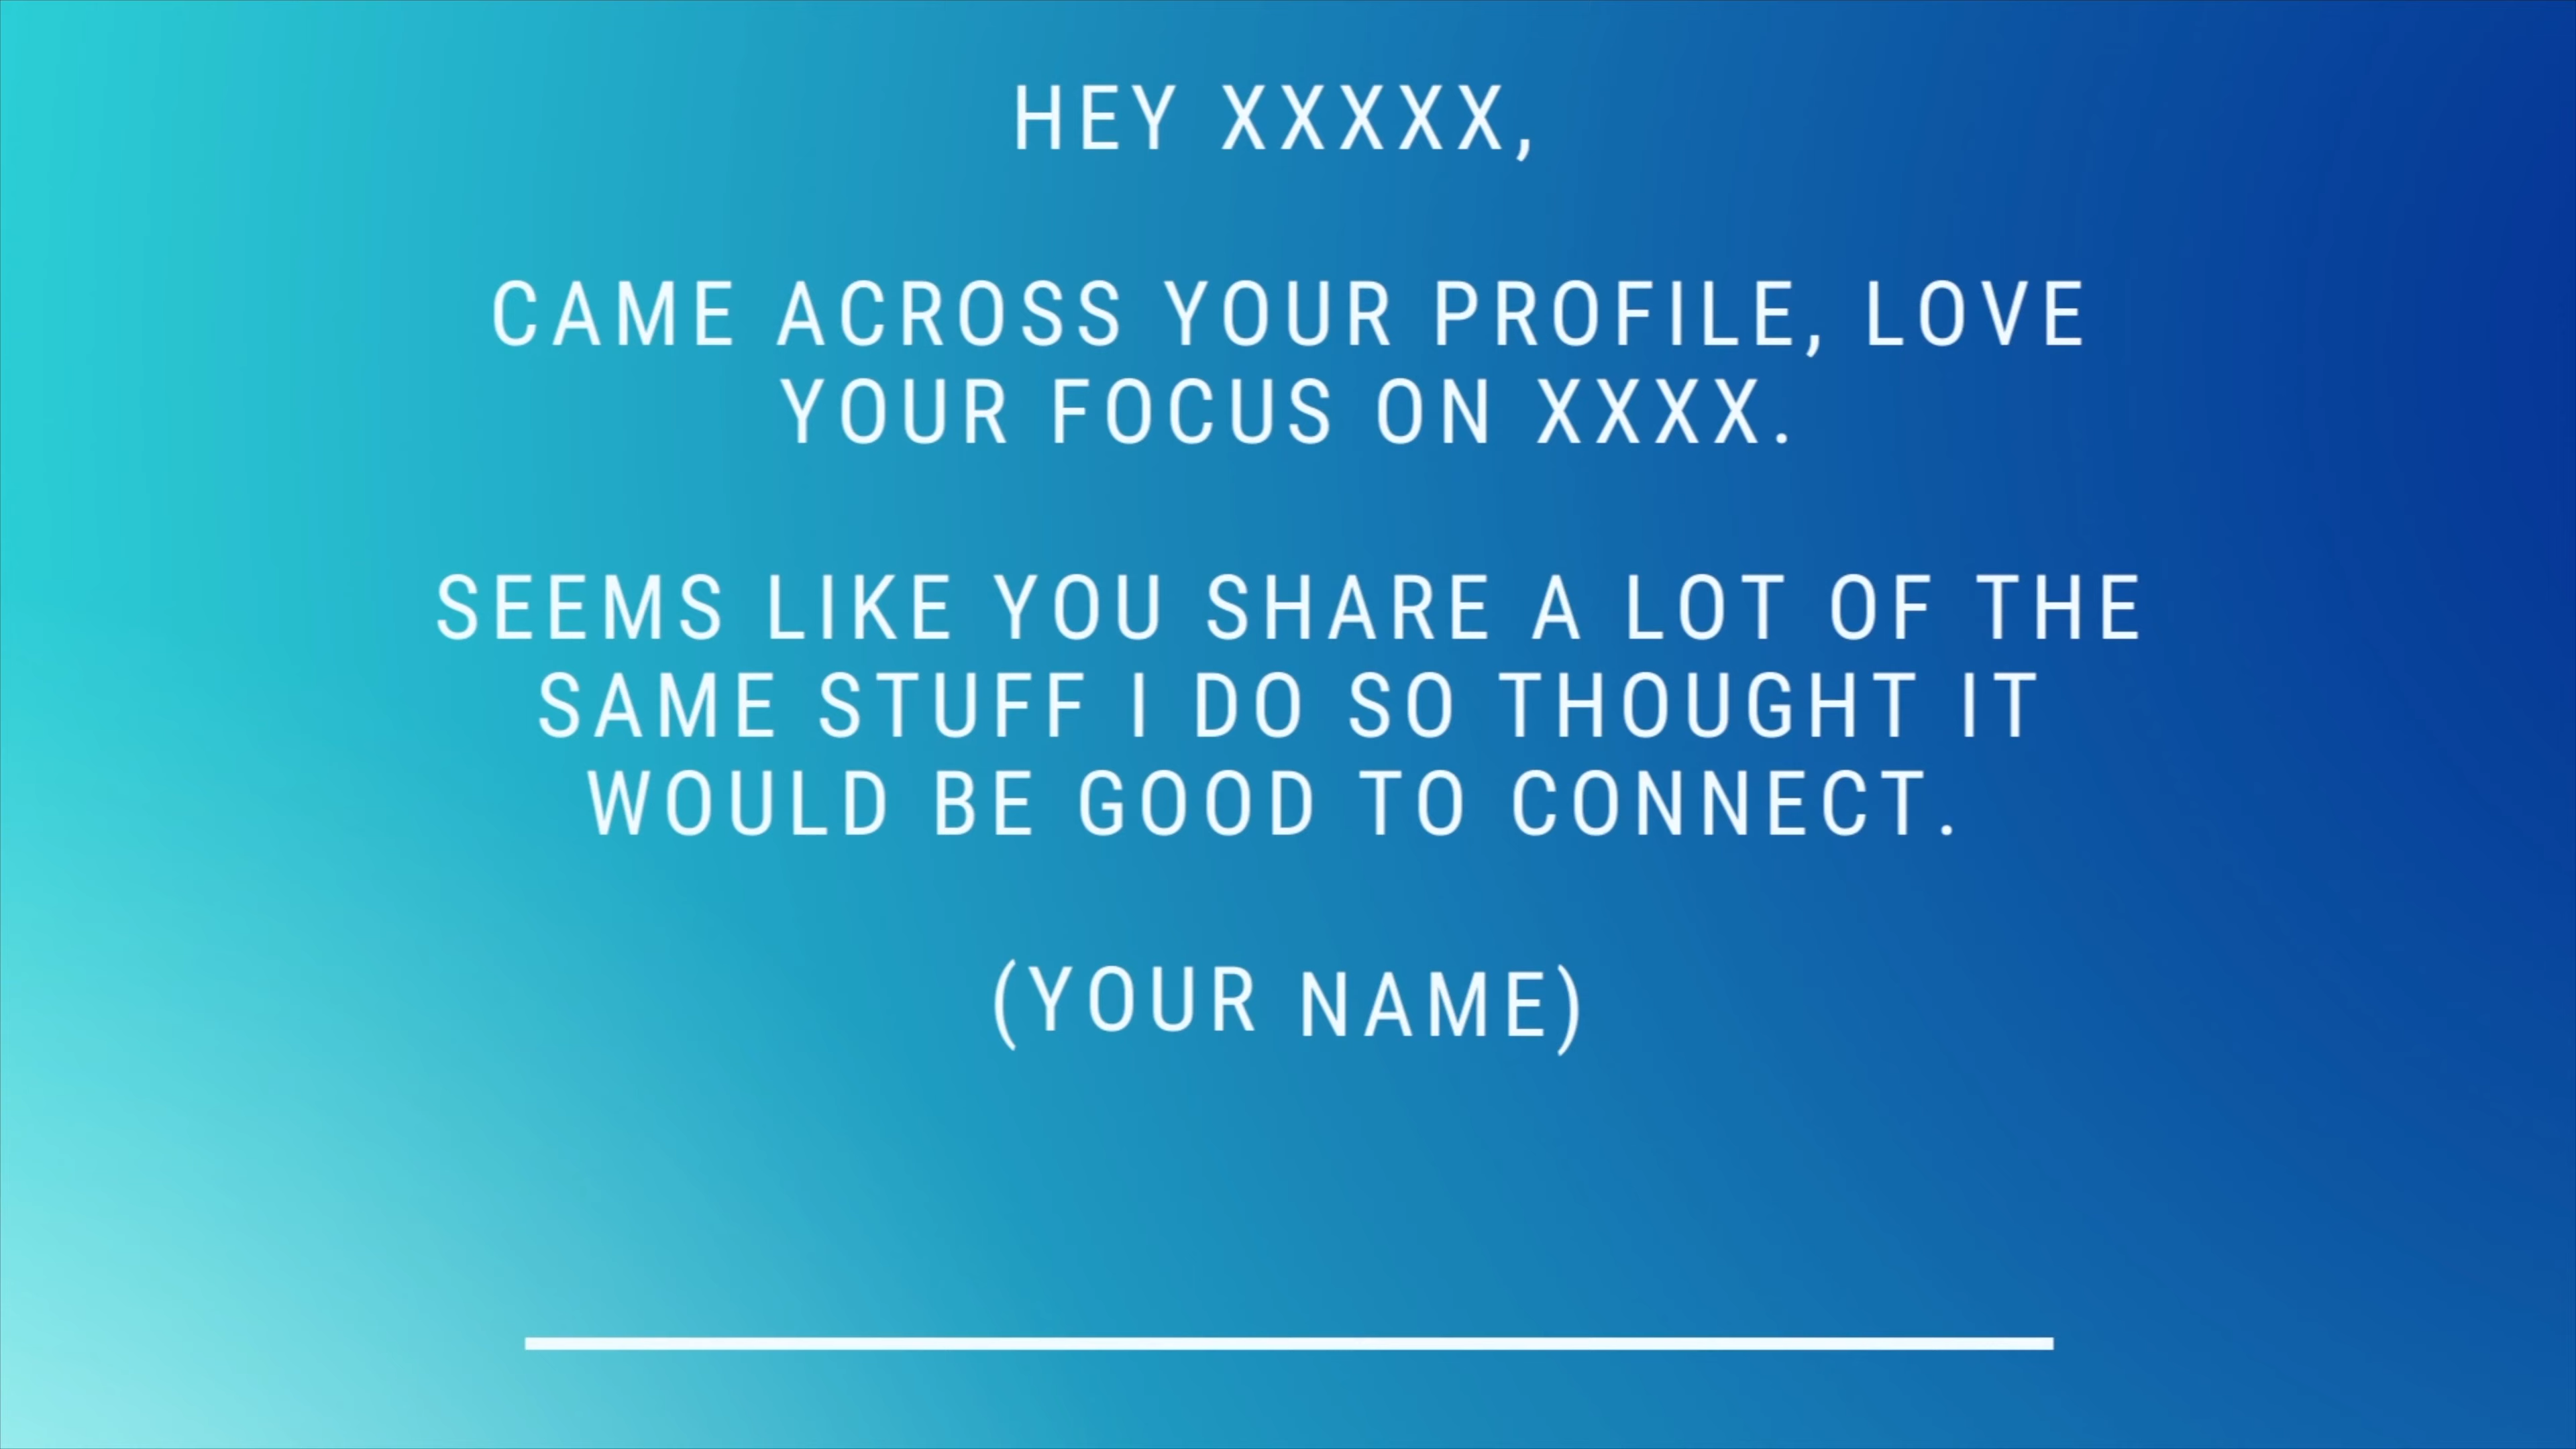 HEY XXXXX,
CAME ACROSS YOUR PROFILE, LOVE
YOUR FOCUS ON XXXX.
SEEMS LIKE YOU SHARE A LOT OF THE
SAME STUFF I DO SO THOUGHT IT
WOULD BE GOOD TO CONNECT.
(YOUR NAME)